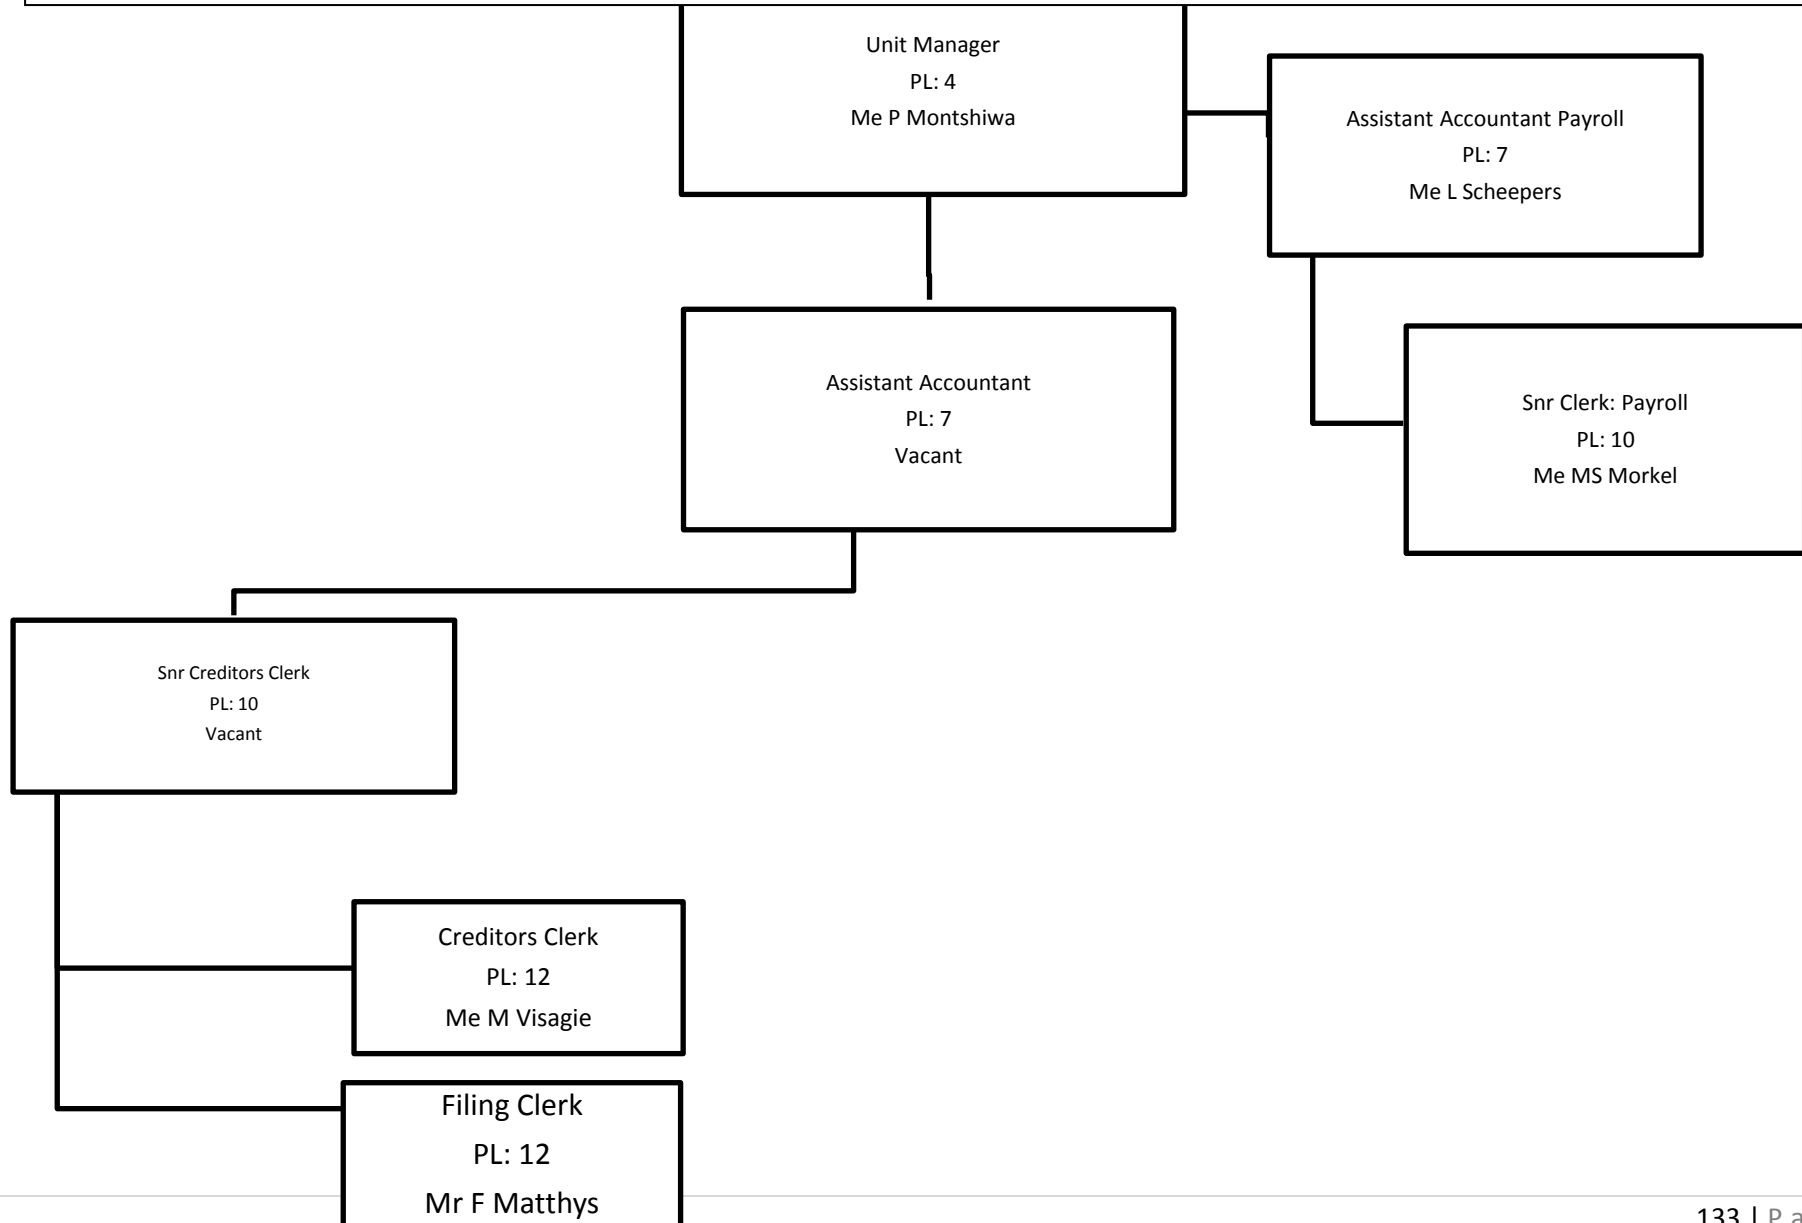 Unit Manager
PL: 4
Me P Montshiwa
Assistant Accountant Payroll
PL: 7
Me L Scheepers
Assistant Accountant
PL: 7
Vacant
Snr Clerk: Payroll
PL: 10
Me MS Morkel
Snr Creditors Clerk
PL: 10
Vacant
Creditors Clerk
PL: 12
Me M Visagie
Filing Clerk
PL: 12
Mr F Matthys
133 | P a